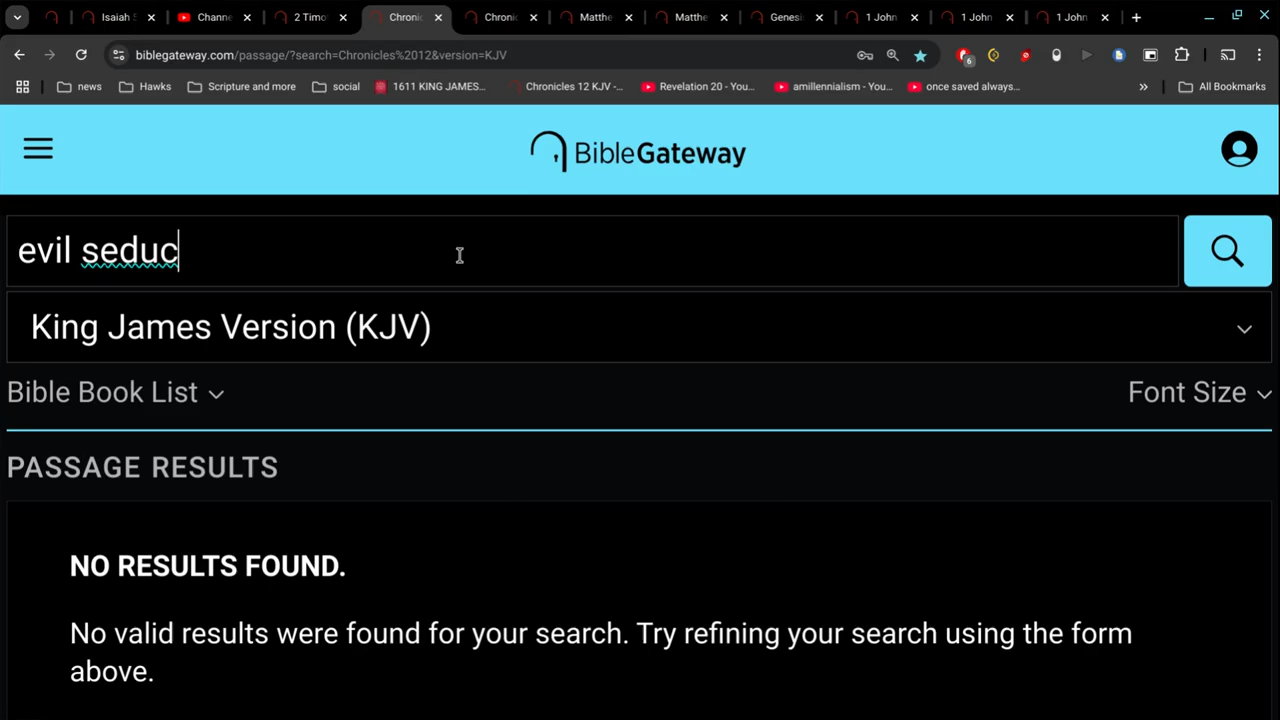 Isaiah 5
Channe
2 Timo
Chronic
Chronic
Matthe
Matthe
Genesi
1 John
1 John
1 John
biblegateway.com/passage/?search=Chronicles%2012&version=KJV
6
news
Hawks
Scripture and more
social
1611 KING JAMES...
Chronicles 12 KJV -...
Revelation 20 - You...
amillennialism - You...
once saved always...
»
All Bookmarks
BibleGateway
evil seduc
King James Version (KJV)
Bible Book List
Font Size
PASSAGE RESULTS
NO RESULTS FOUND.
No valid results were found for your search. Try refining your search using the form
above.